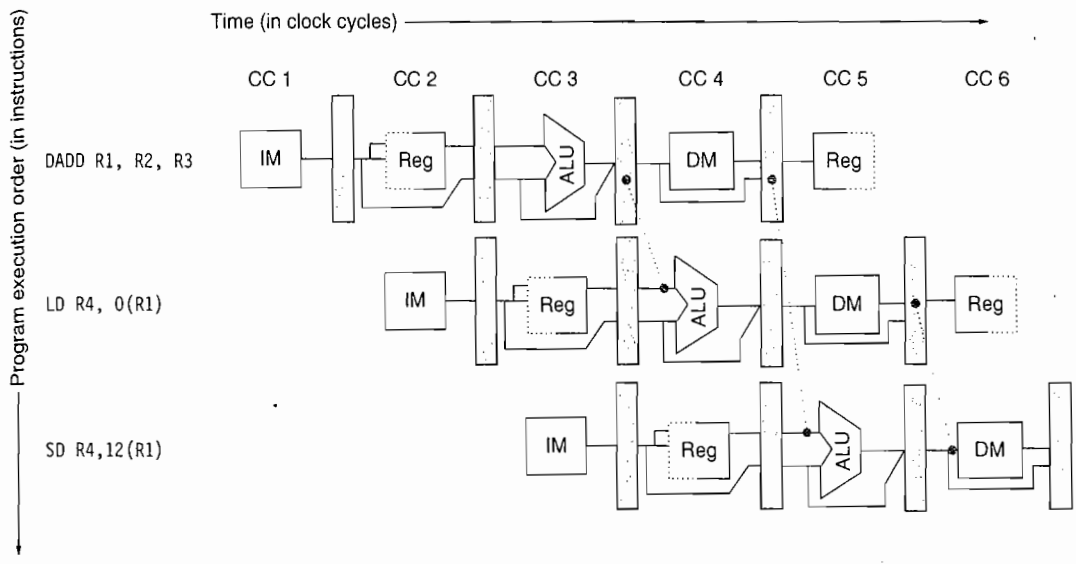 Time (in clock cycles)
Program execution order (in instructions)
CC 1 CC 2 CC 3 CC 4 CC 5 CC 6
DADD R1, R2, R3 IM Reg ALU DM Reg
LD R4, 0(R1) IM Reg ALU DM Reg
SD R4,12(R1) IM Reg ALU DM